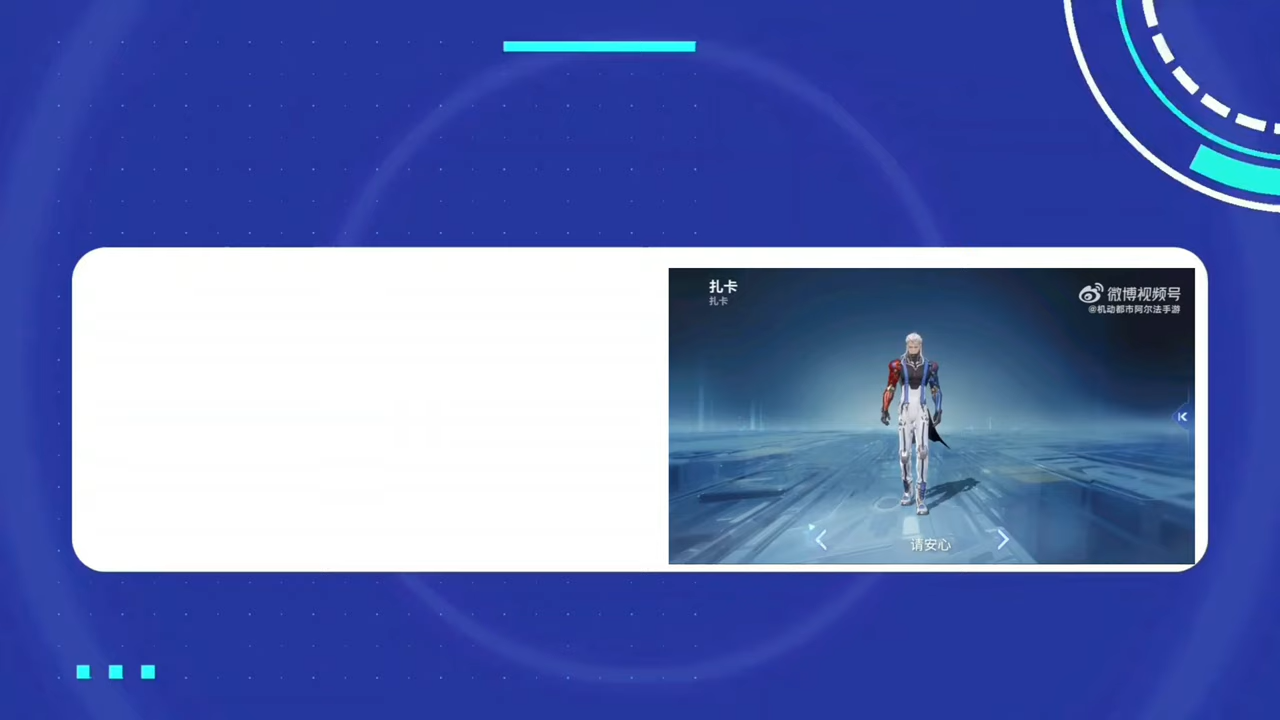 扎卡
扎卡
微博视频号
@机动都市阿尔法手游
请安心